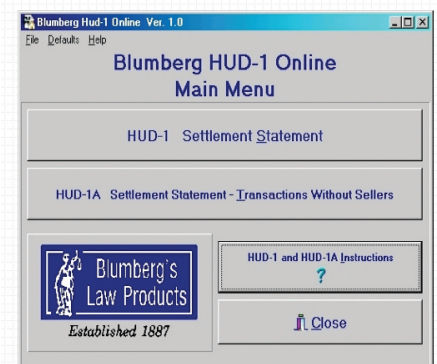 Blumberg Hud-1 Online Ver. 1.0
File Defaults Help
Blumberg HUD-1 Online
Main Menu
HUD-1 Settlement Statement
HUD-1A Settlement Statement - Transactions Without Sellers
Blumberg's
Law Products
Established 1887
HUD-1 and HUD-1A Instructions
?
Close